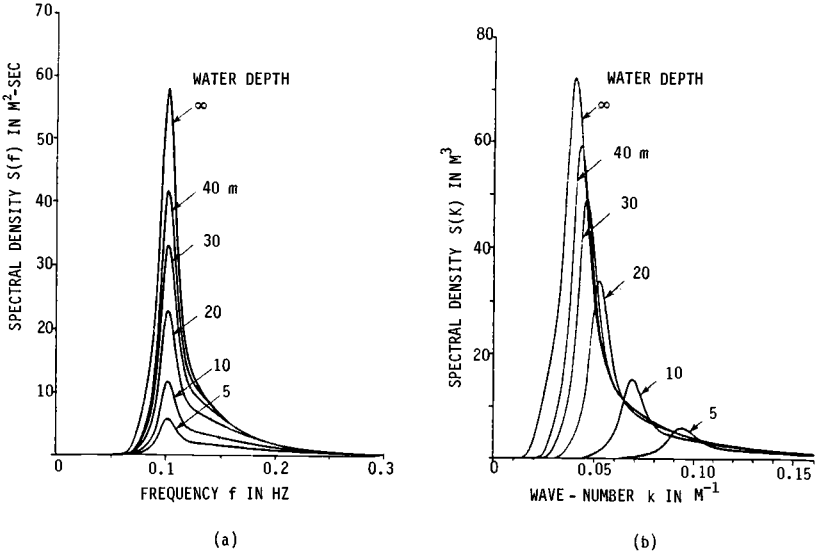 70
60
50
40
30
20
10
0
0.1
0.2
0.3
SPECTRAL DENSITY S(f) IN M²-SEC
WATER DEPTH
∞
40 m
30
20
10
5
FREQUENCY f IN HZ
(a)
80
60
40
20
0
0.05
0.10
0.15
SPECTRAL DENSITY S(K) IN M³
WATER DEPTH
∞
40 m
30
20
10
5
WAVE-NUMBER k IN M⁻¹
(b)